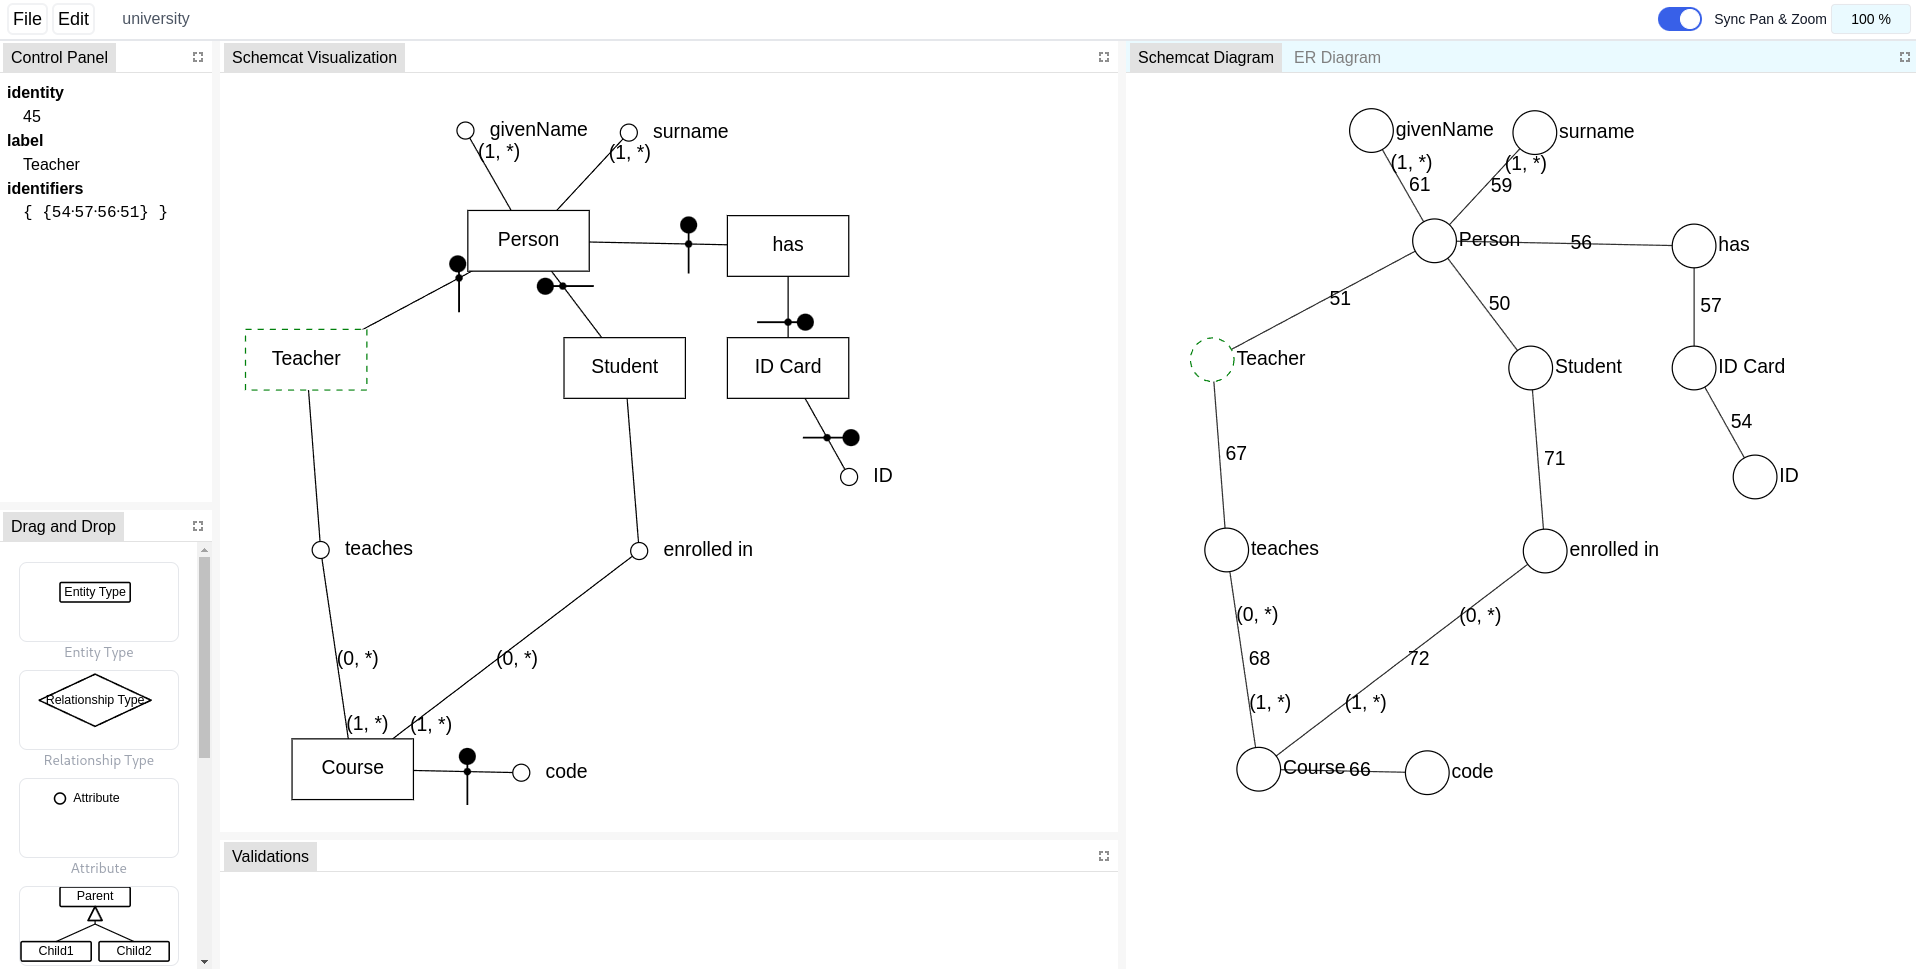 File Edit university Sync Pan & Zoom 100 %
Control Panel
identity
45
label
Teacher
identifiers
{ {54·57·56·51} }
Drag and Drop
Entity Type
Entity Type
Relationship Type
Relationship Type
Attribute
Attribute
Parent
Child1 Child2
Schemcat Visualization
givenName surname
(1, *) (1, *)
Person has
Teacher Student ID Card
ID
teaches enrolled in
(0, *) (0, *)
(1, *) (1, *)
Course code
Validations
Schemcat Diagram ER Diagram
givenName surname
(1, *) (1, *)
61 59
Person 56 has
51 50 57
Teacher Student ID Card
54
67 71 ID
teaches enrolled in
(0, *) (0, *)
68 72
(1, *) (1, *)
Course 66 code